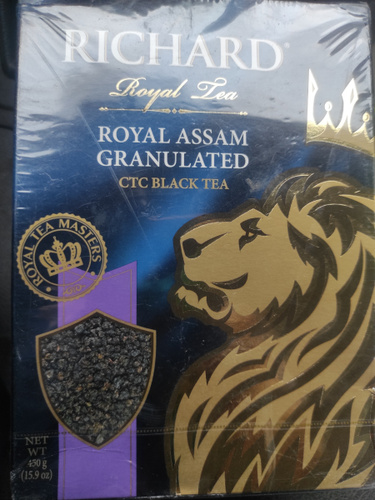 RICHARD®
Royal Tea
ROYAL ASSAM
GRANULATED
CTC BLACK TEA
ROYAL TEA MASTERS
NET
WT
450 g
(15.9 oz)